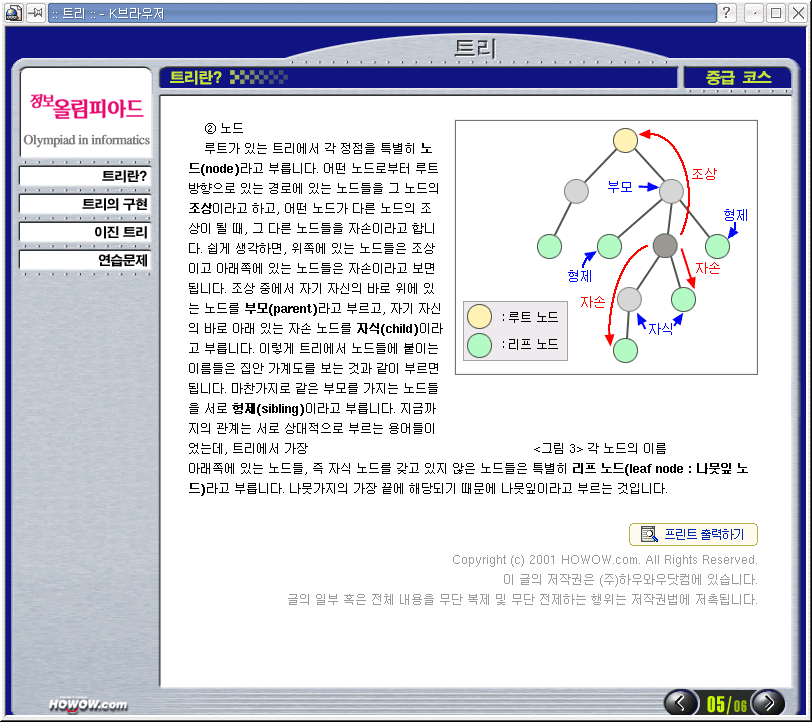 :: 트리 :: - K브라우저
트리
트리란?
중급 코스
정보올림피아드
Olympiad in informatics
트리란?
트리의 구현
이진 트리
연습문제
② 노드
루트가 있는 트리에서 각 정점을 특별히 노
드(node)라고 부릅니다. 어떤 노드로부터 루트
방향으로 있는 경로에 있는 노드들을 그 노드의
조상이라고 하고, 어떤 노드가 다른 노드의 조
상이 될 때, 그 다른 노드들을 자손이라고 합니
다. 쉽게 생각하면, 위쪽에 있는 노드들은 조상
이고 아래쪽에 있는 노드들은 자손이라고 보면
됩니다. 조상 중에서 자기 자신의 바로 위에 있
는 노드를 부모(parent)라고 부르고, 자기 자신
의 바로 아래 있는 자손 노드를 자식(child)이라
고 부릅니다. 이렇게 트리에서 노드들에 붙이는
이름들은 집안 가계도를 보는 것과 같이 부르면
됩니다. 마찬가지로 같은 부모를 가지는 노드들
을 서로 형제(sibling)이라고 부릅니다. 지금까
지의 관계는 서로 상대적으로 부르는 용어들이
었는데, 트리에서 가장
조상
부모
형제
형제
자손
자손
자식
: 루트 노드
: 리프 노드
<그림 3> 각 노드의 이름
아래쪽에 있는 노드들, 즉 자식 노드를 갖고 있지 않은 노드들은 특별히 리프 노드(leaf node : 나뭇잎 노
드)라고 부릅니다. 나뭇가지의 가장 끝에 해당되기 때문에 나뭇잎이라고 부르는 것입니다.
프린트 출력하기
Copyright (c) 2001 HOWOW.com. All Rights Reserved.
이 글의 저작권은 (주)하우와우닷컴에 있습니다.
글의 일부 혹은 전체 내용을 무단 복제 및 무단 전제하는 행위는 저작권법에 저촉됩니다.
HOWOW.com
05/06